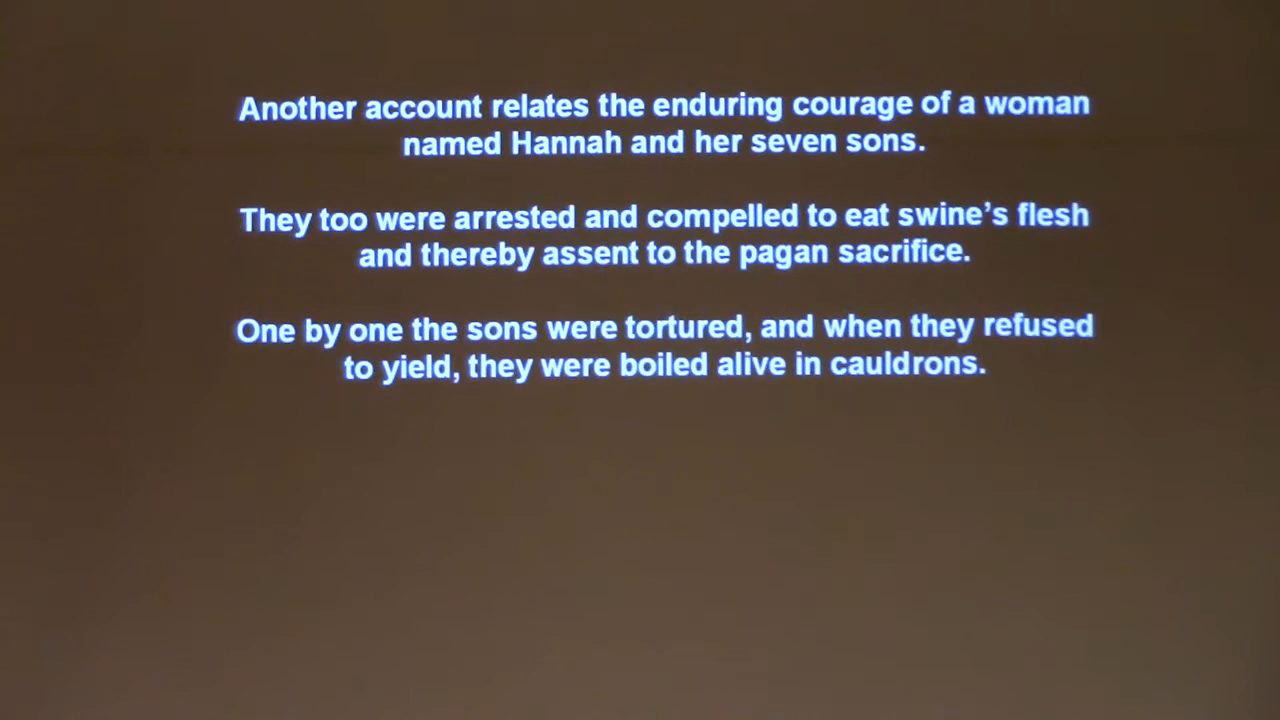 Another account relates the enduring courage of a woman
named Hannah and her seven sons.
They too were arrested and compelled to eat swine’s flesh
and thereby assent to the pagan sacrifice.
One by one the sons were tortured, and when they refused
to yield, they were boiled alive in cauldrons.